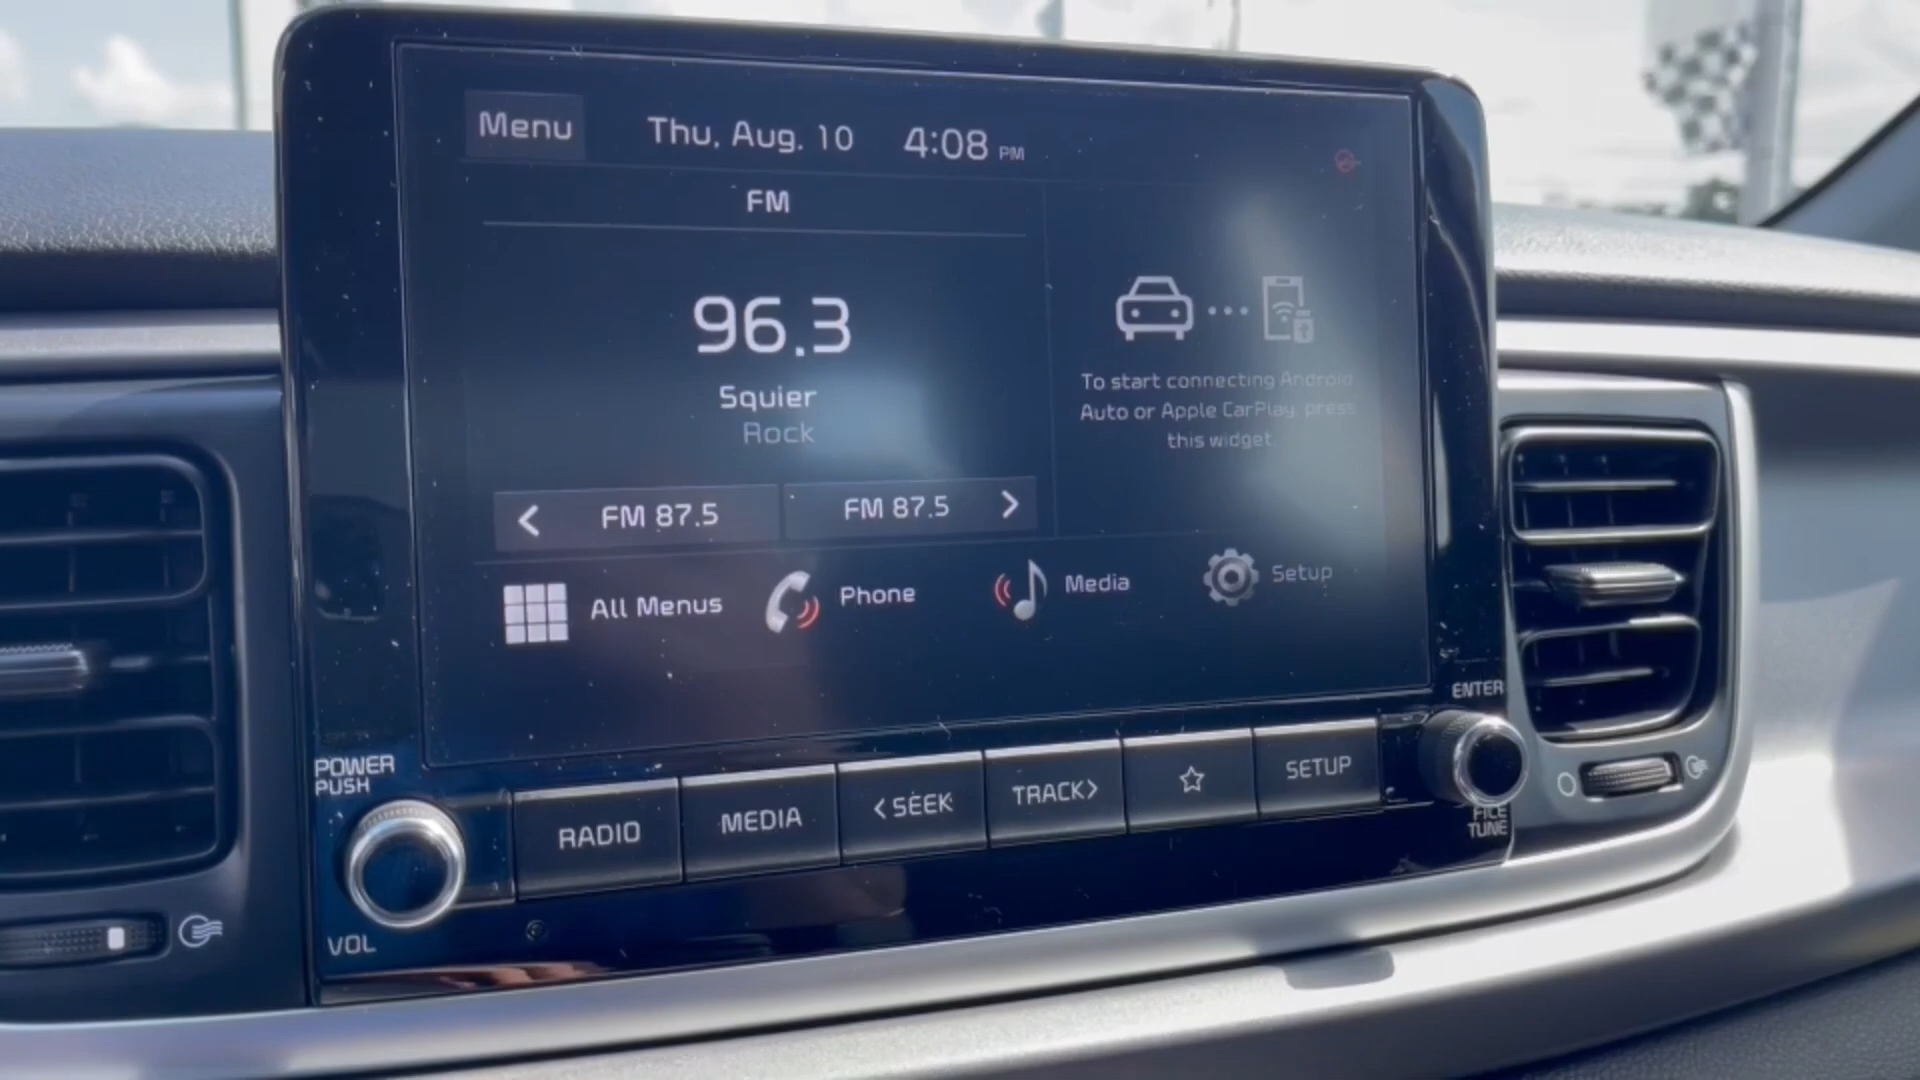 Menu
Thu, Aug. 10
4:08 PM
FM
96.3
Squier
Rock
To start connecting Android
Auto or Apple CarPlay, press
this widget.
FM 87.5
FM 87.5
All Menus
Phone
Media
Setup
POWER
PUSH
VOL
RADIO
MEDIA
<SEEK
TRACK>
SETUP
ENTER
TUNE